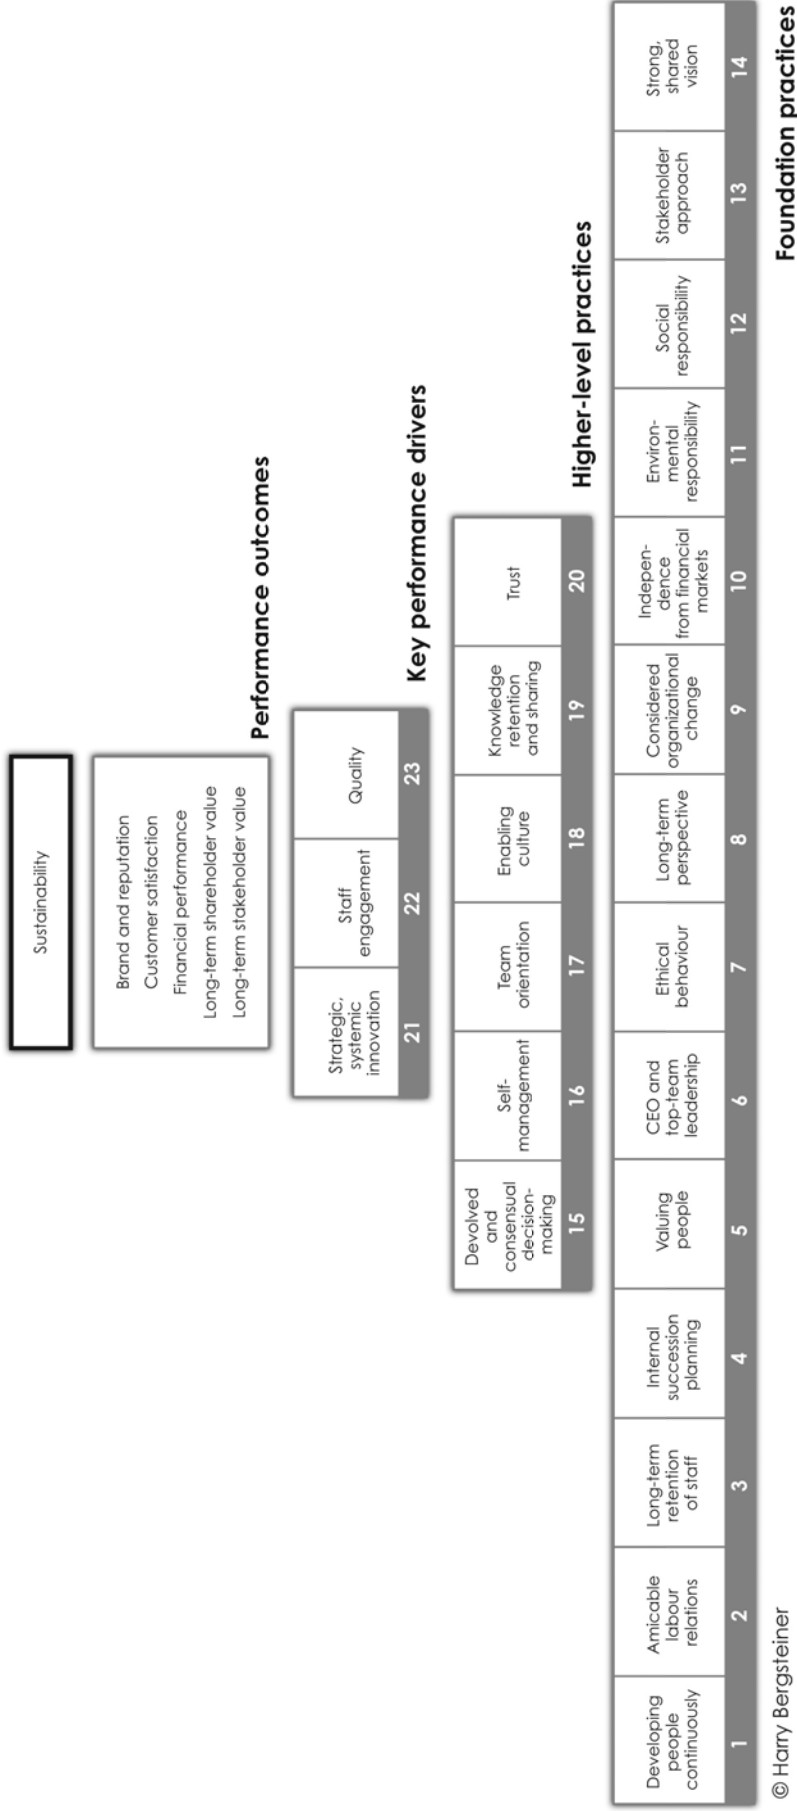 Sustainability
Brand and reputation
Customer satisfaction
Financial performance
Long-term shareholder value
Long-term stakeholder value
Performance outcomes
Strategic,
systemic
innovation
21
Staff
engagement
22
Quality
23
Key performance drivers
Devolved
and
consensual
decision-
making
15
Self-
management
16
Team
orientation
17
Enabling
culture
18
Knowledge
retention
and sharing
19
Trust
20
Higher-level practices
Developing
people
continuously
1
Amicable
labour
relations
2
Long-term
retention
of staff
3
Internal
succession
planning
4
Valuing
people
5
CEO and
top-team
leadership
6
Ethical
behaviour
7
Long-term
perspective
8
Considered
organizational
change
9
Indepen-
dence
from financial
markets
10
Environ-
mental
responsibility
11
Social
responsibility
12
Stakeholder
approach
13
Strong,
shared
vision
14
Foundation practices
© Harry Bergsteiner